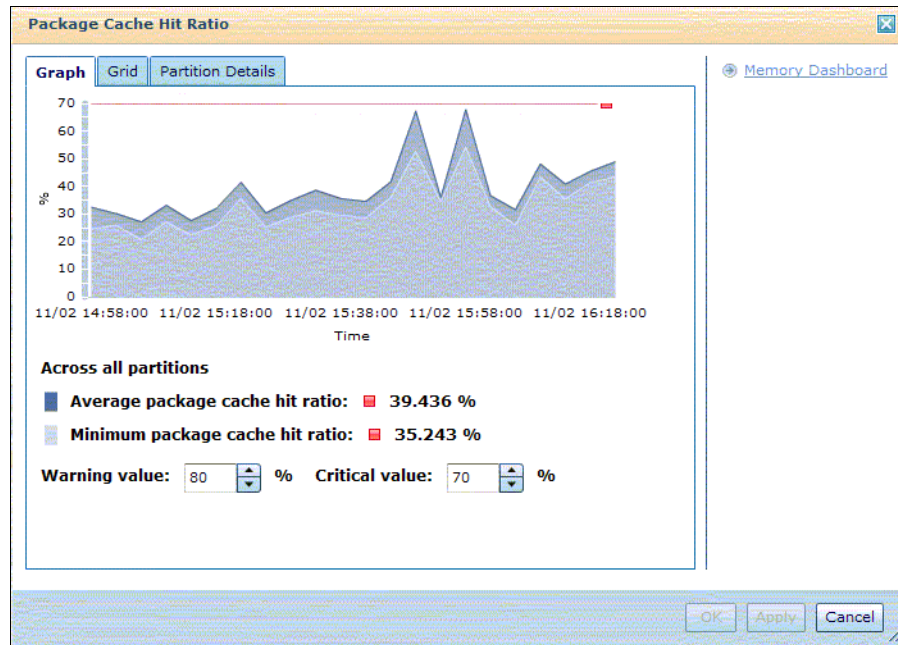 Package Cache Hit Ratio
Graph Grid Partition Details
Memory Dashboard
70
60
50
40
30
20
10
0
%
11/02 14:58:00 11/02 15:18:00 11/02 15:38:00 11/02 15:58:00 11/02 16:18:00
Time
Across all partitions
Average package cache hit ratio: 39.436 %
Minimum package cache hit ratio: 35.243 %
Warning value: 80 % Critical value: 70 %
OK Apply Cancel